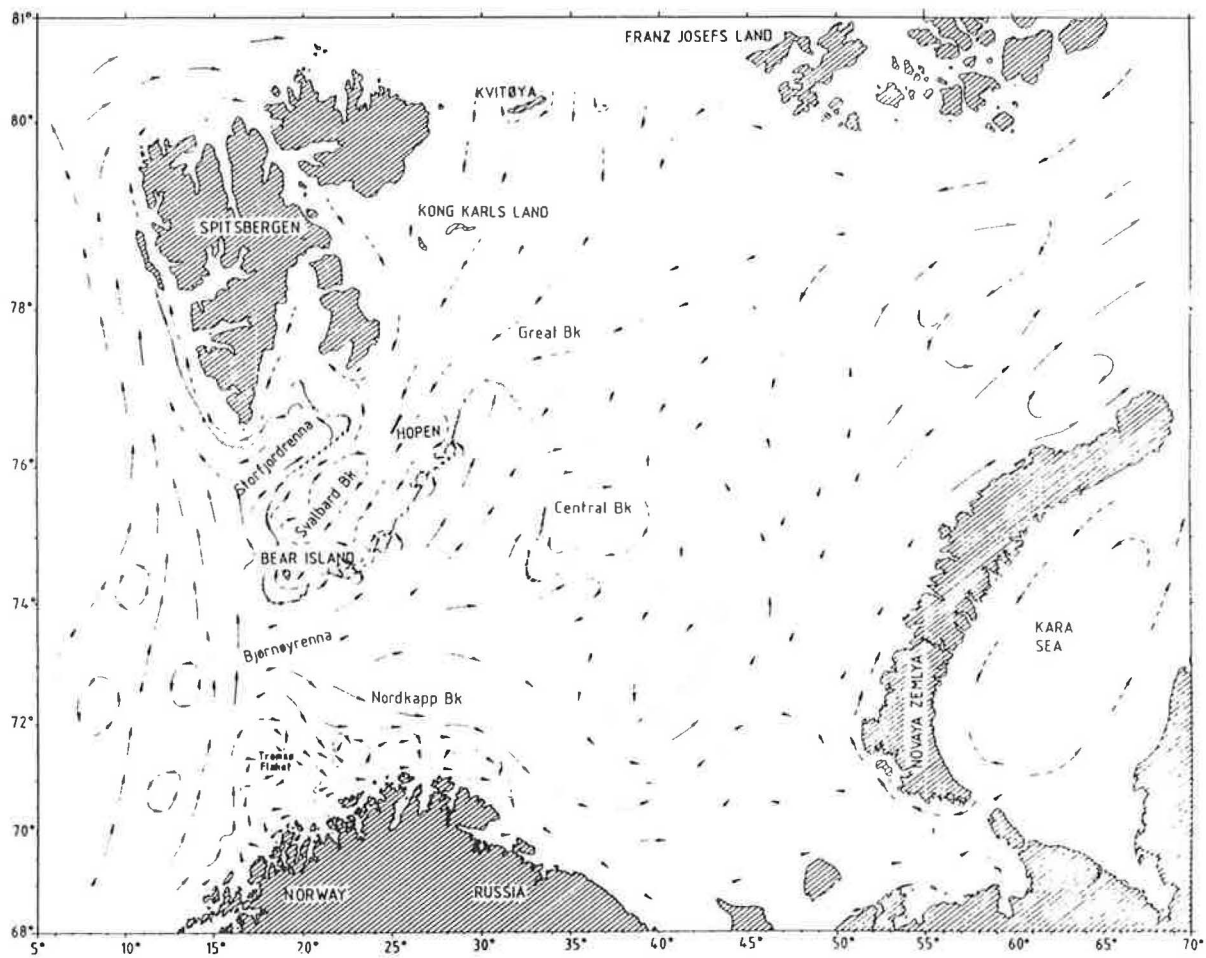 81°
FRANZ JOSEFS LAND
KVITØYA
80°
KONG KARLS LAND
SPITSBERGEN
78°
Great Bk
HOPEN
76°
Storfjordrenna
Svalbard Bk
Central Bk
BEAR ISLAND
74°
KARA
SEA
Bjørnøyrenna
Nordkapp Bk
72°
NOVAYA ZEMLYA
Tromsø
Flaket
70°
NORWAY
RUSSIA
68°
5° 10° 15° 20° 25° 30° 35° 40° 45° 50° 55° 60° 65° 70°